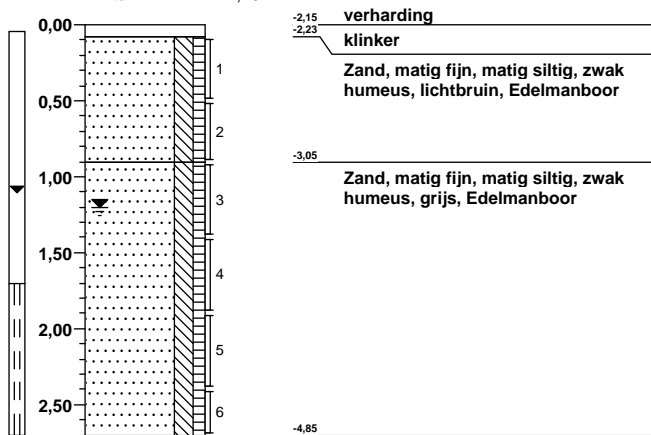 0,00
0,50
1,00
1,50
2,00
2,50
1
2
3
4
5
6
-2,15
verharding
-2,23
klinker
Zand, matig fijn, matig siltig, zwak
humeus, lichtbruin, Edelmanboor
-3,05
Zand, matig fijn, matig siltig, zwak
humeus, grijs, Edelmanboor
-4,85